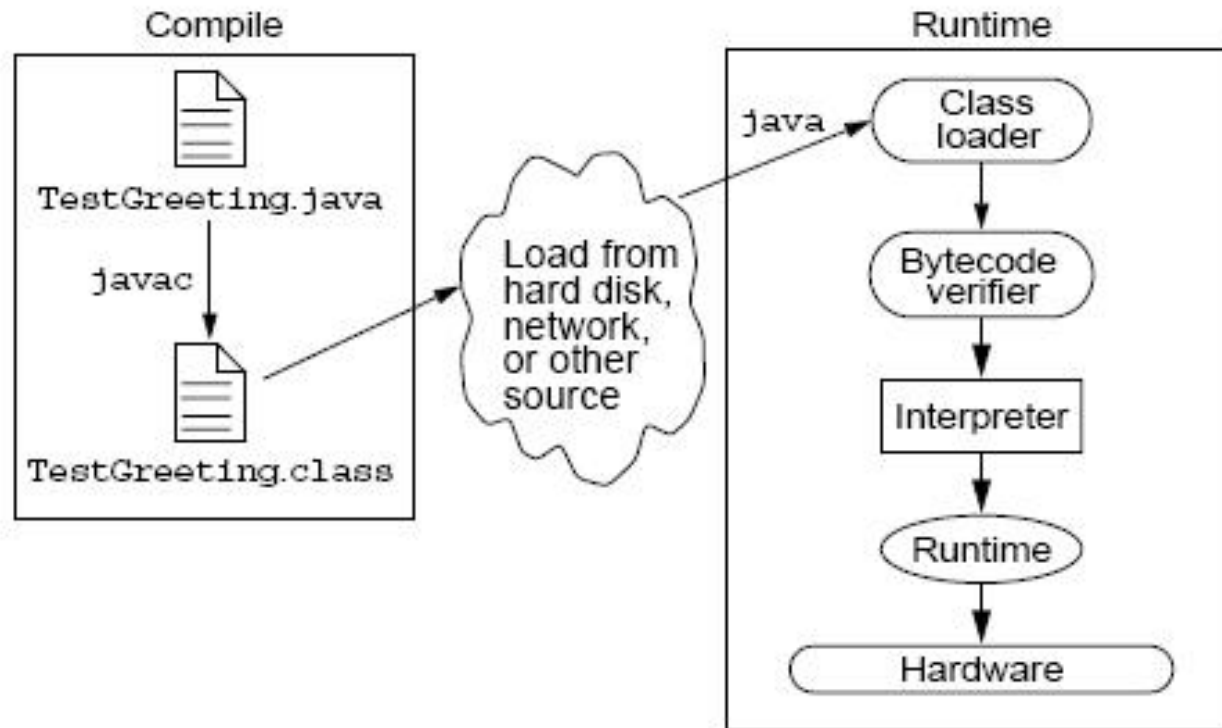 Compile
TestGreeting.java
javac
TestGreeting.class
Load from
hard disk,
network,
or other
source
Runtime
java
Class
loader
Bytecode
verifier
Interpreter
Runtime
Hardware